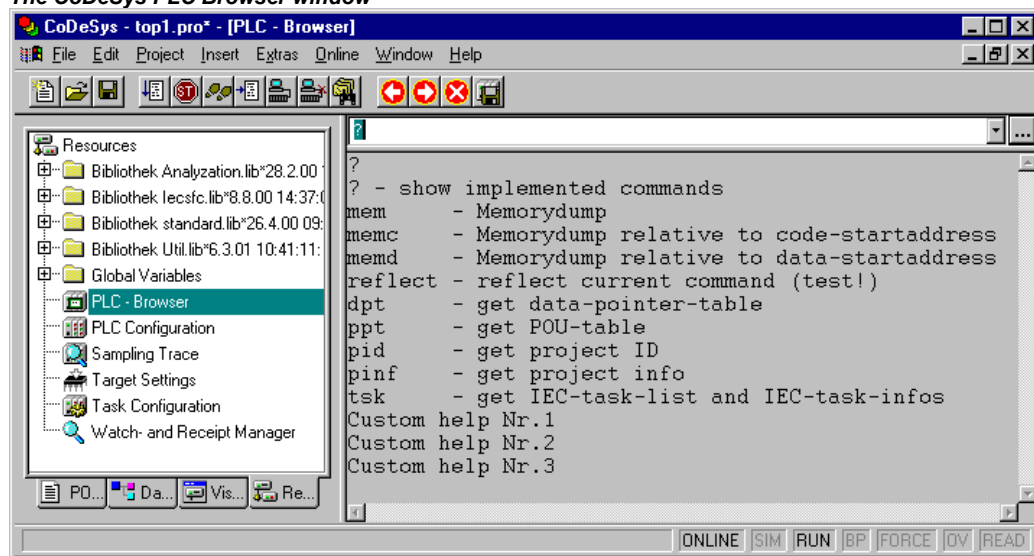 The CoDeSys PLC Browser window
CoDeSys - top1.pro* - [PLC - Browser]
File Edit Project Insert Extras Online Window Help
ST
?
...
Resources
Bibliothek Analyzation.lib*28.2.00
Bibliothek Iecsfc.lib*8.8.00 14:37:
Bibliothek standard.lib*26.4.00 09:
Bibliothek Util.lib*6.3.01 10:41:11:
Global Variables
PLC - Browser
PLC Configuration
Sampling Trace
Target Settings
Task Configuration
Watch- and Receipt Manager
PO... Da... Vis... Re...
?
? - show implemented commands
mem - Memorydump
memc - Memorydump relative to code-startaddress
memd - Memorydump relative to data-startaddress
reflect - reflect current command (test!)
dpt - get data-pointer-table
ppt - get POU-table
pid - get project ID
pinf - get project info
tsk - get IEC-task-list and IEC-task-infos
Custom help Nr.1
Custom help Nr.2
Custom help Nr.3
ONLINE SIM RUN BP FORCE OV READ